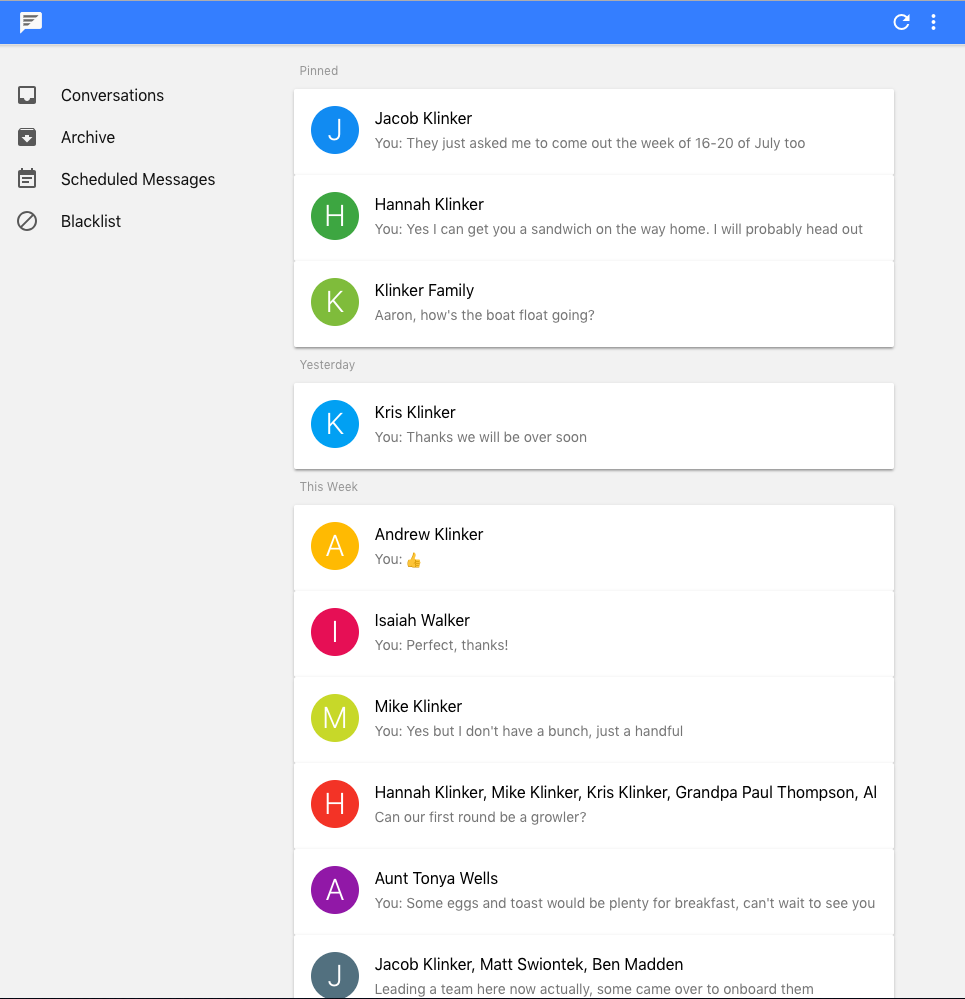 Conversations
Archive
Scheduled Messages
Blacklist
Pinned
J
Jacob Klinker
You: They just asked me to come out the week of 16-20 of July too
H
Hannah Klinker
You: Yes I can get you a sandwich on the way home. I will probably head out
K
Klinker Family
Aaron, how's the boat float going?
Yesterday
K
Kris Klinker
You: Thanks we will be over soon
This Week
A
Andrew Klinker
You: 👍
I
Isaiah Walker
You: Perfect, thanks!
M
Mike Klinker
You: Yes but I don't have a bunch, just a handful
H
Hannah Klinker, Mike Klinker, Kris Klinker, Grandpa Paul Thompson, Al
Can our first round be a growler?
A
Aunt Tonya Wells
You: Some eggs and toast would be plenty for breakfast, can't wait to see you
J
Jacob Klinker, Matt Swiontek, Ben Madden
Leading a team here now actually, some came over to onboard them